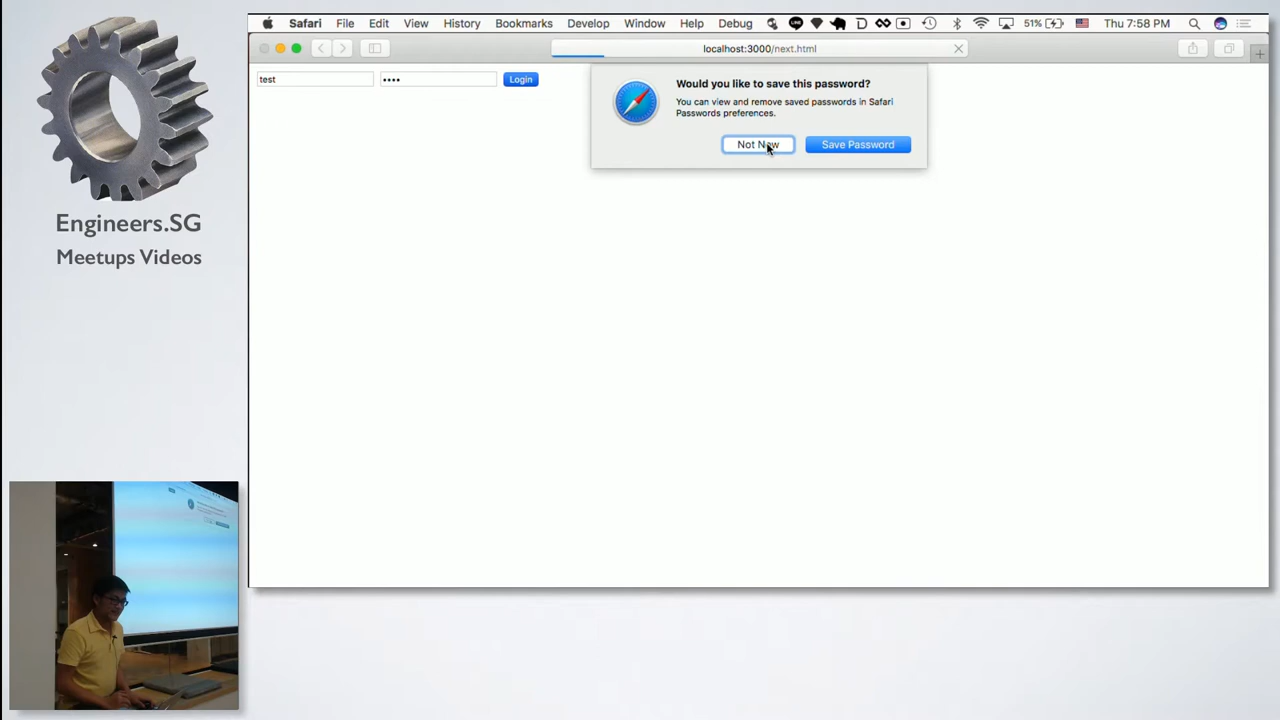 Engineers.SG
Meetups Videos
Safari File Edit View History Bookmarks Develop Window Help Debug 51% Thu 7:58 PM
localhost:3000/next.html
test
•••• 
Login
Would you like to save this password?
You can view and remove saved passwords in Safari
Passwords preferences.
Not Now Save Password